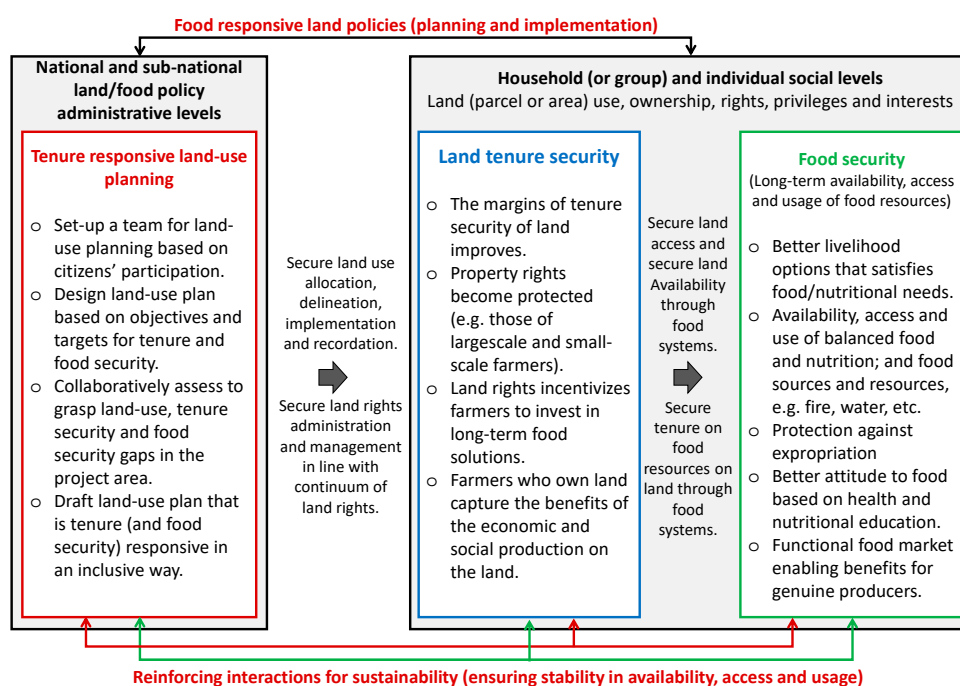 Food responsive land policies (planning and implementation)
National and sub-national
land/food policy
administrative levels
Tenure responsive land-use
planning
o Set-up a team for land-
use planning based on
citizens’ participation.
o Design land-use plan
based on objectives and
targets for tenure and
food security.
o Collaboratively assess to
grasp land-use, tenure
security and food
security gaps in the
project area.
o Draft land-use plan that
is tenure (and food
security) responsive in
an inclusive way.
Secure land use
allocation,
delineation,
implementation
and recordation.
Secure land rights
administration
and management
in line with
continuum of
land rights.
Household (or group) and individual social levels
Land (parcel or area) use, ownership, rights, privileges and interests
Land tenure security
o The margins of tenure
security of land
improves.
o Property rights
become protected
(e.g. those of
largescale and small-
scale farmers).
o Land rights incentivizes
farmers to invest in
long-term food
solutions.
o Farmers who own land
capture the benefits of
the economic and
social production on
the land.
Secure land
access and
secure land
Availability
through
food
systems.
Secure
tenure on
food
resources on
land through
food
systems.
Food security
(Long-term availability, access
and usage of food resources)
o Better livelihood
options that satisfies
food/nutritional needs.
o Availability, access and
use of balanced food
and nutrition; and food
sources and resources,
e.g. fire, water, etc.
o Protection against
expropriation
o Better attitude to food
based on health and
nutritional education.
o Functional food market
enabling benefits for
genuine producers.
Reinforcing interactions for sustainability (ensuring stability in availability, access and usage)